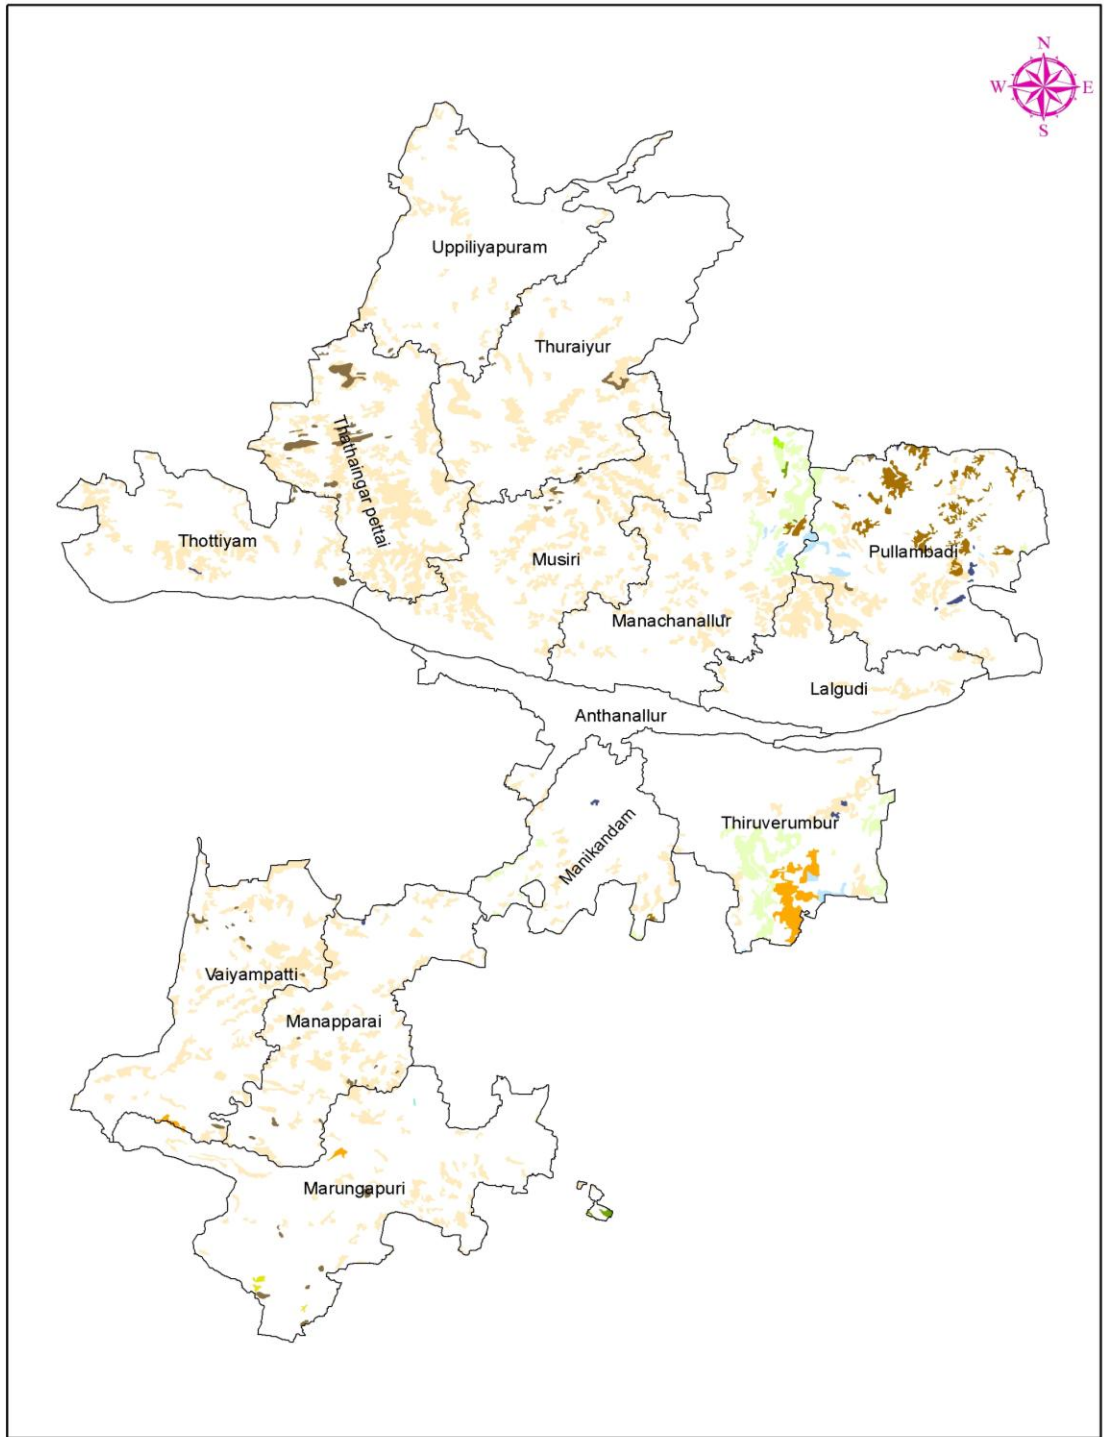 N
W E
S
Uppiliyapuram
Thuraiyur
Thathaingar pettai
Thottiyam
Musiri
Pullambadi
Manachanallur
Lalgudi
Anthanallur
Manikandam
Thiruverumbur
Vaiyampatti
Manapparai
Marungapuri